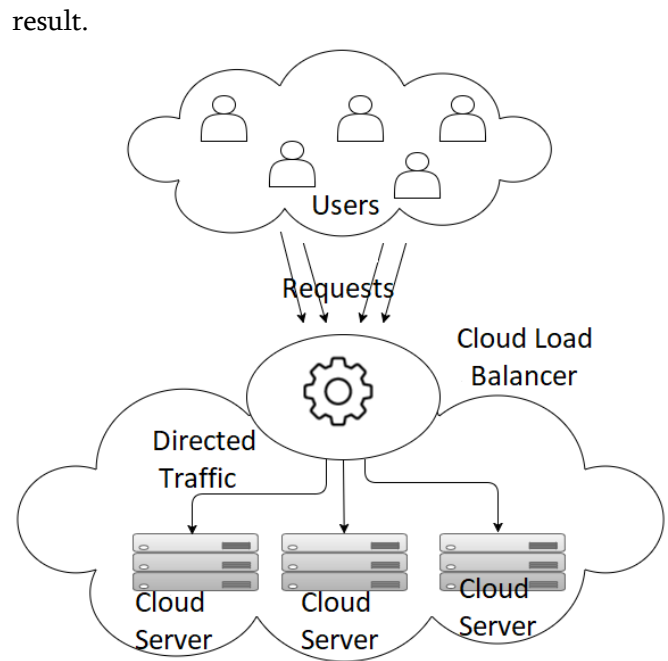 result.
Users
Requests
Cloud Load
Balancer
Directed
Traffic
Cloud
Server
Cloud
Server
Cloud
Server